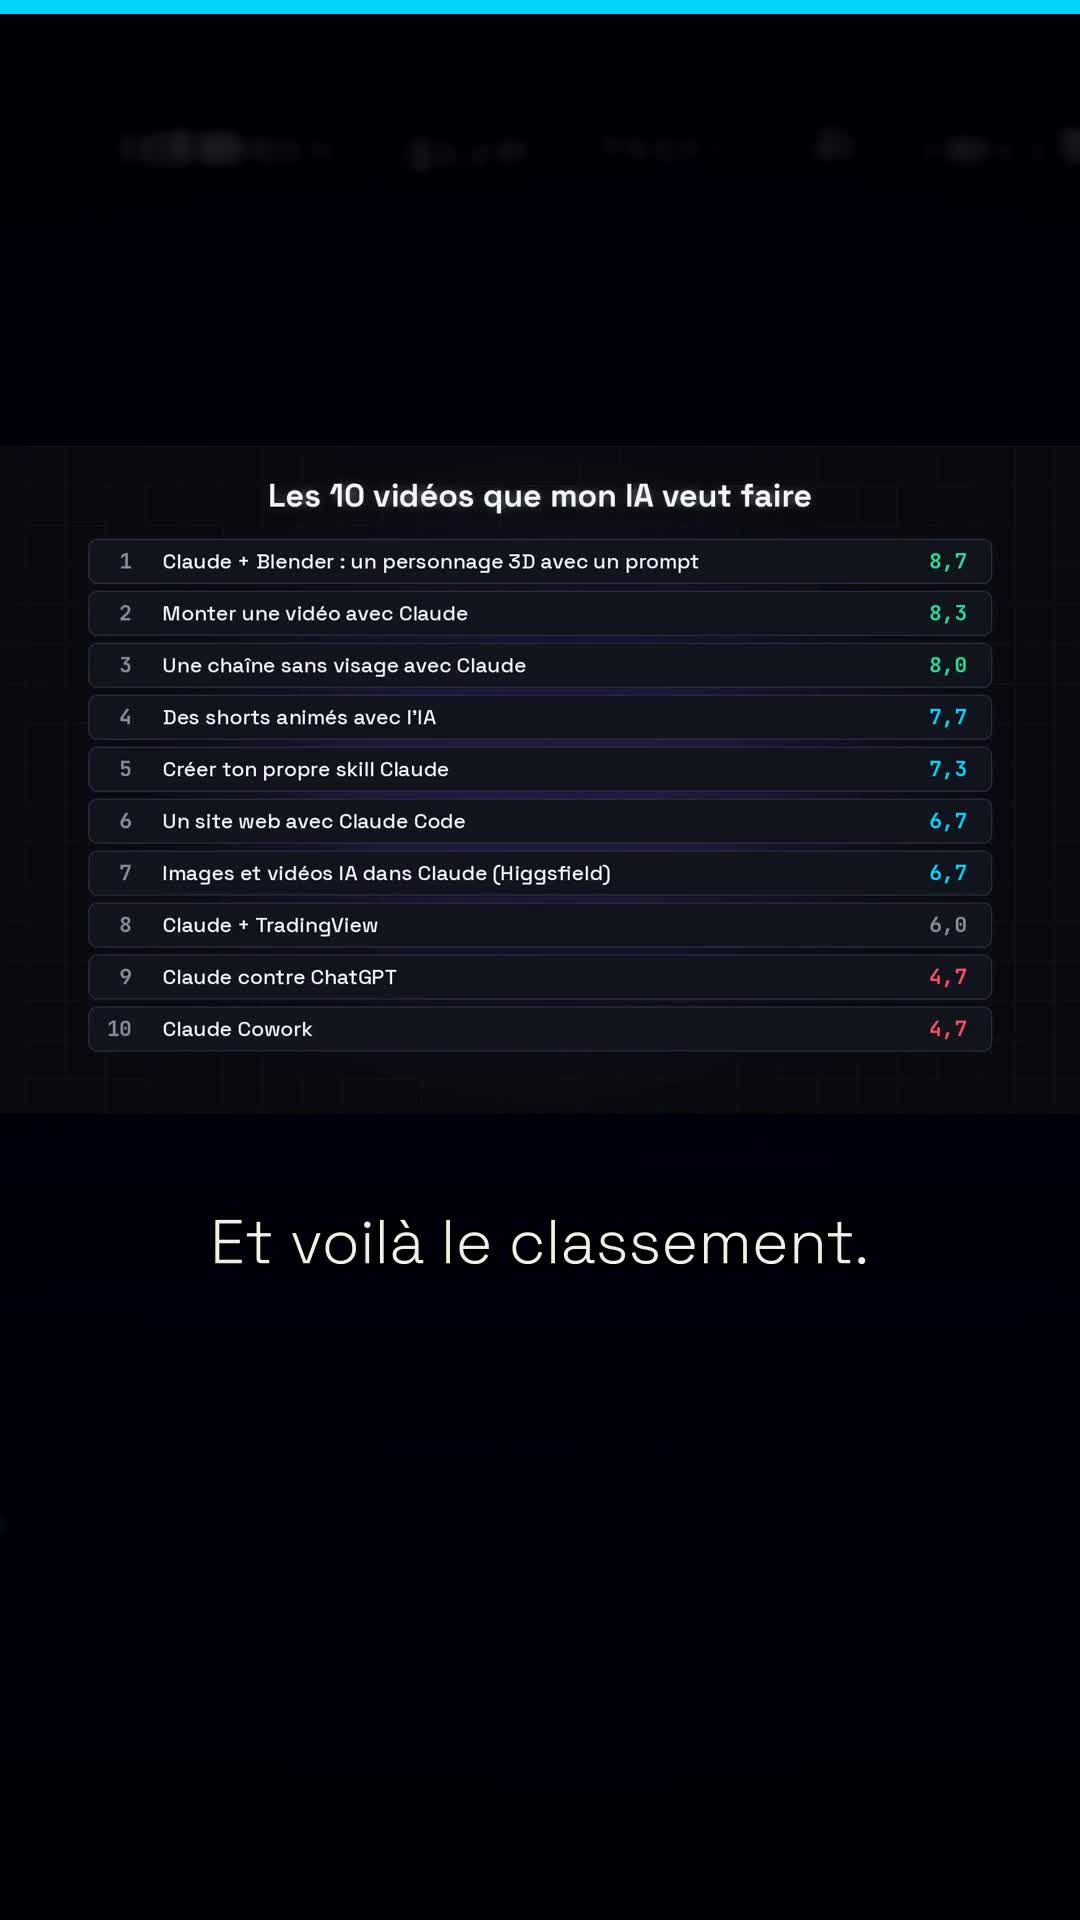 Les 10 vidéos que mon IA veut faire
1 Claude + Blender : un personnage 3D avec un prompt 8,7
2 Monter une vidéo avec Claude 8,3
3 Une chaîne sans visage avec Claude 8,0
4 Des shorts animés avec l'IA 7,7
5 Créer ton propre skill Claude 7,3
6 Un site web avec Claude Code 6,7
7 Images et vidéos IA dans Claude (Higgsfield) 6,7
8 Claude + TradingView 6,0
9 Claude contre ChatGPT 4,7
10 Claude Cowork 4,7
Et voilà le classement.